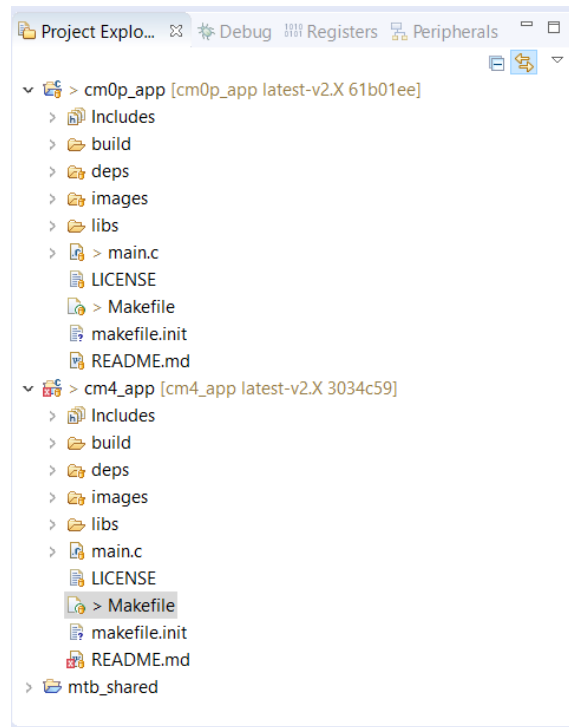 Project Explo... Debug Registers Peripherals
> cm0p_app [cm0p_app latest-v2.X 61b01ee]
Includes
build
deps
images
libs
> main.c
LICENSE
> Makefile
makefile.init
README.md
> cm4_app [cm4_app latest-v2.X 3034c59]
Includes
build
deps
images
libs
main.c
LICENSE
> Makefile
makefile.init
README.md
mtb_shared